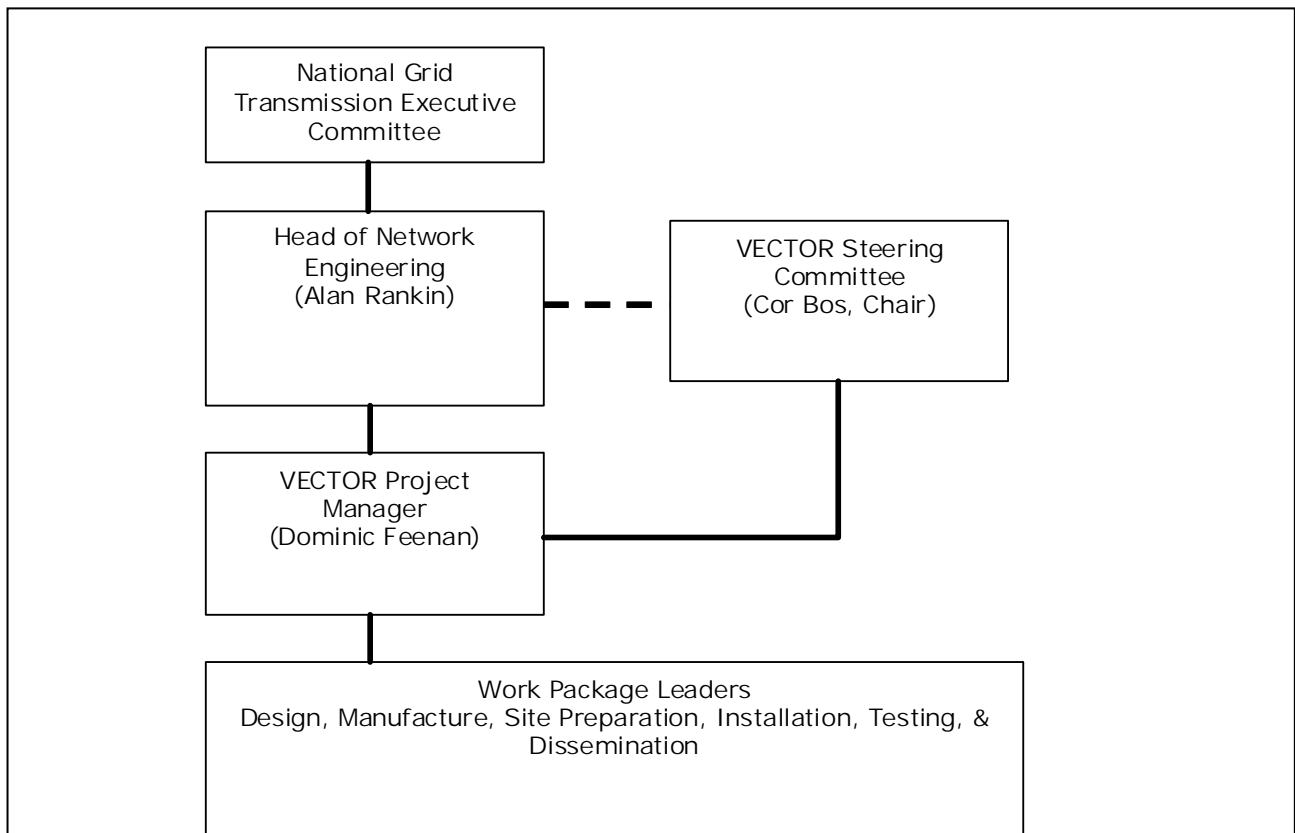 National Grid
Transmission Executive
Committee
Head of Network
Engineering
(Alan Rankin)
VECTOR Steering
Committee
(Cor Bos, Chair)
VECTOR Project
Manager
(Dominic Feenan)
Work Package Leaders
Design, Manufacture, Site Preparation, Installation, Testing, &
Dissemination